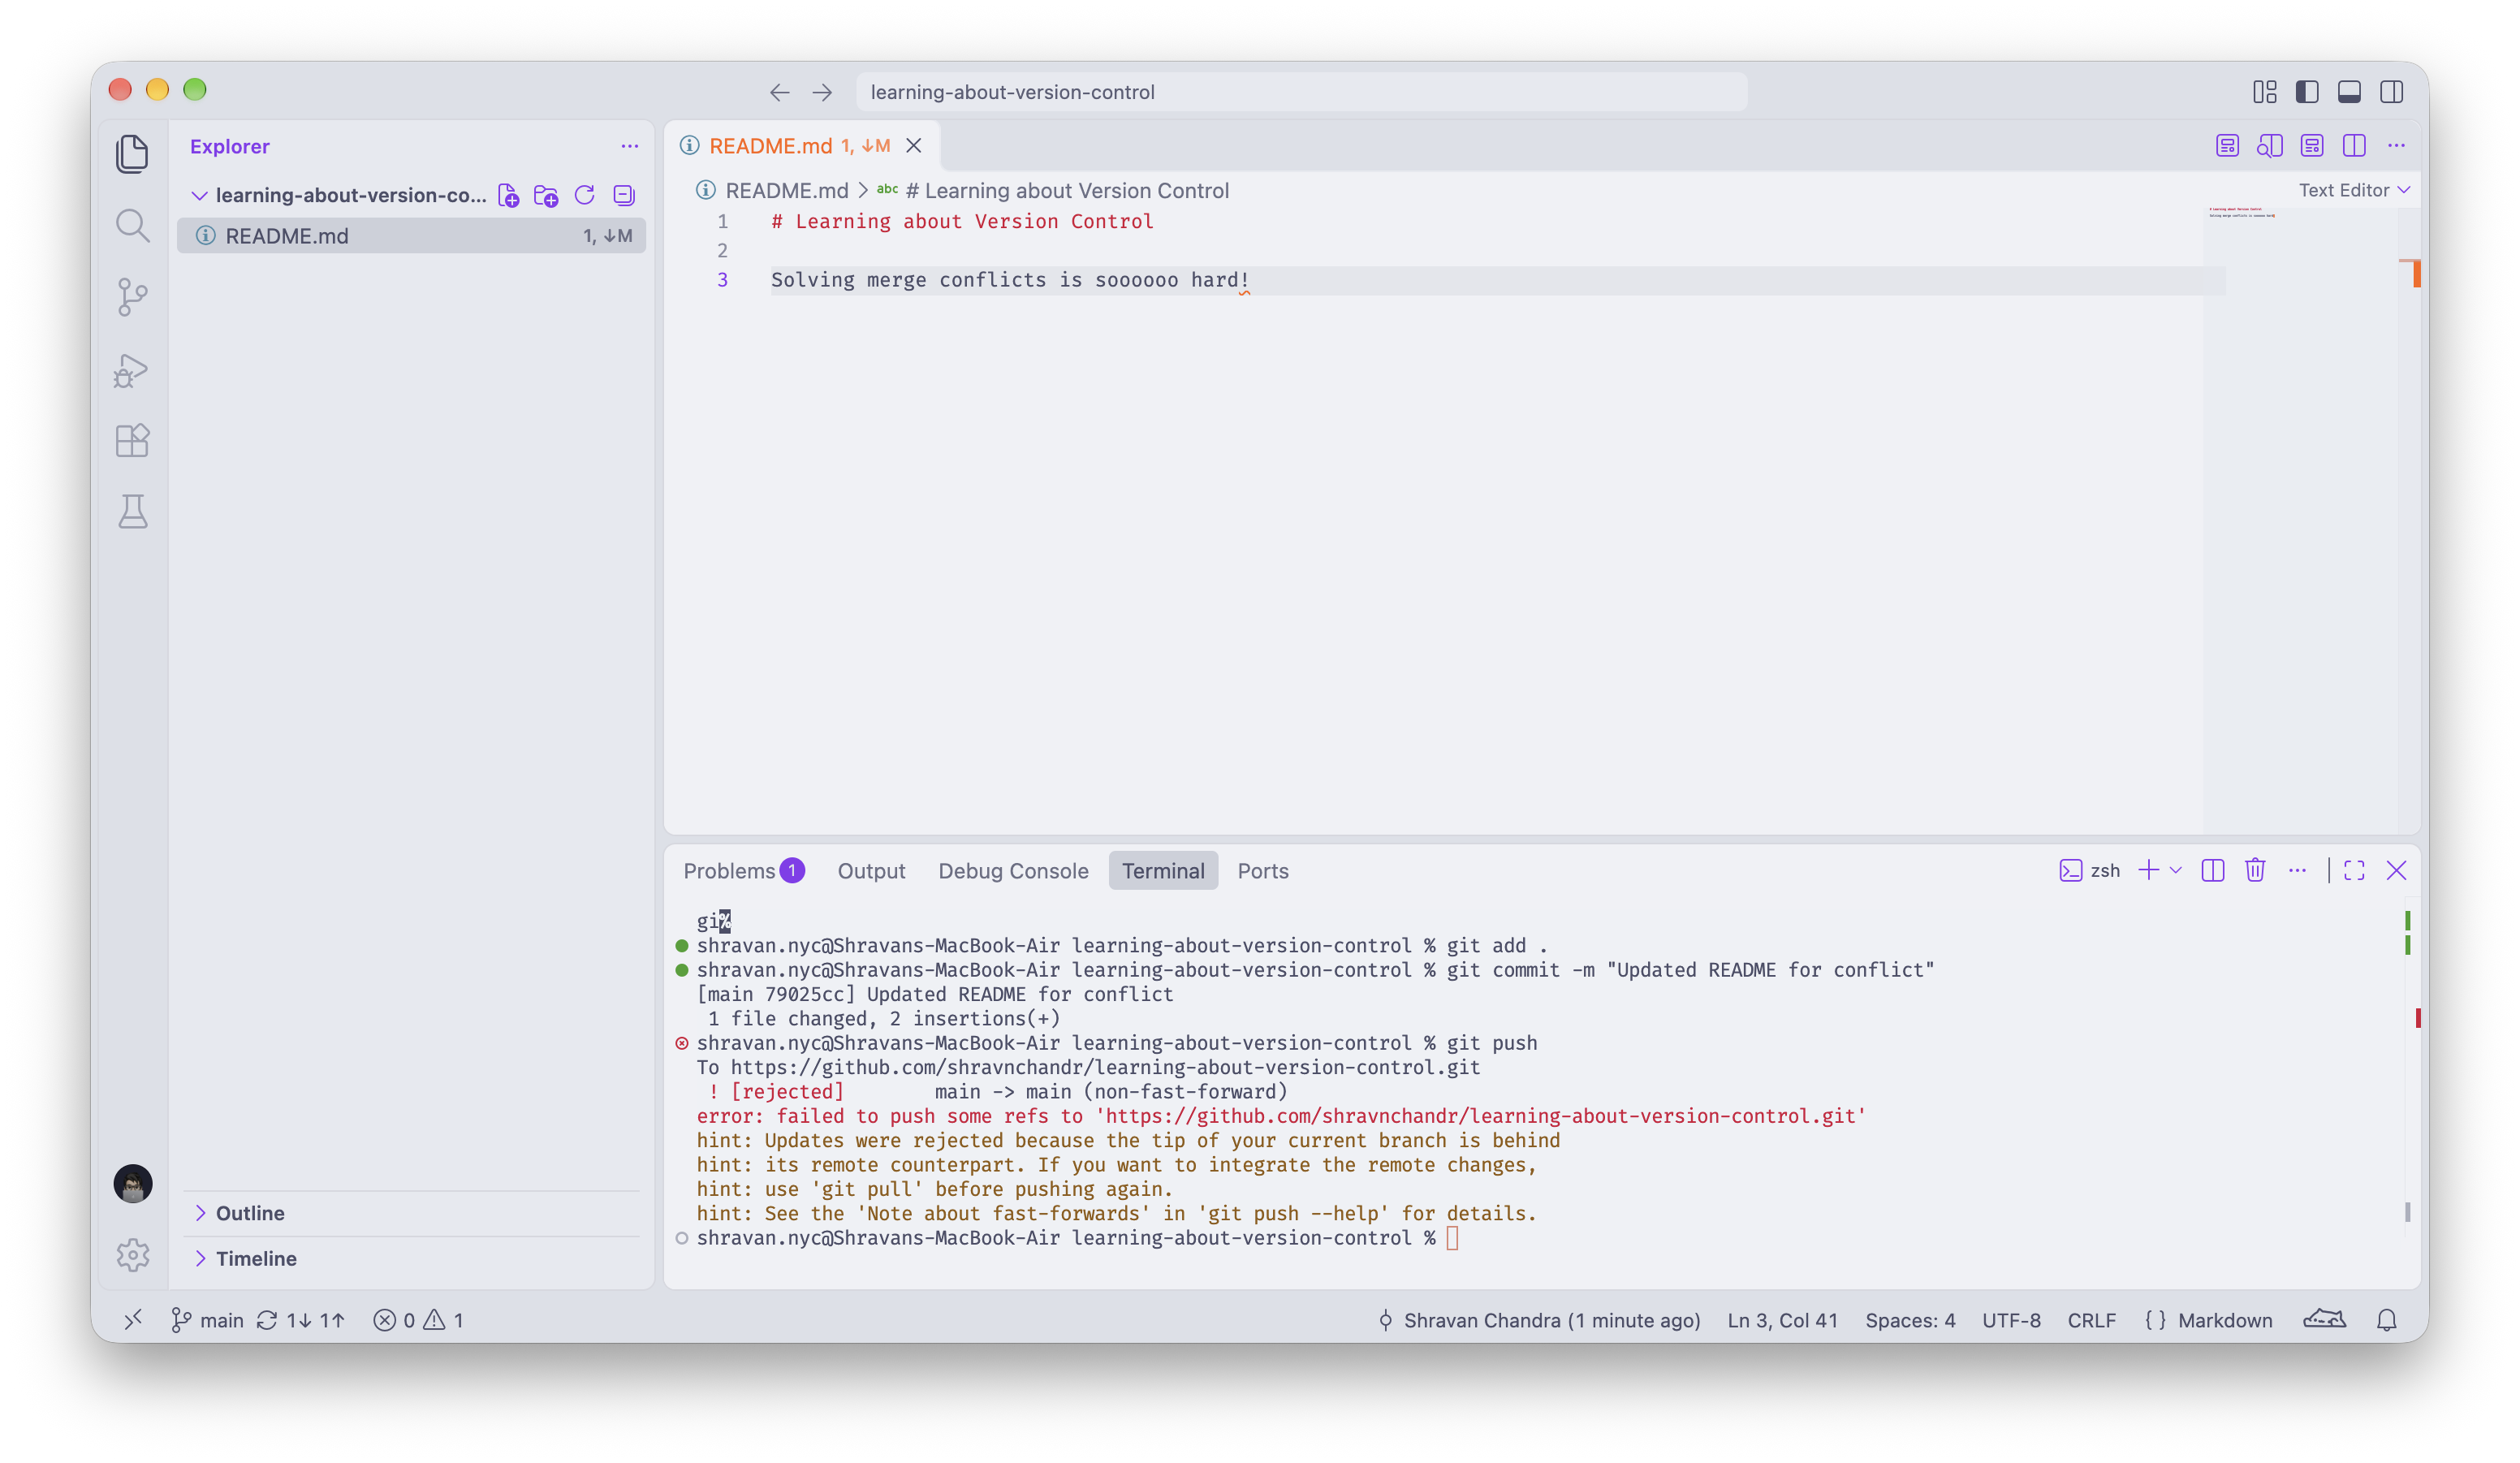 learning-about-version-control
Explorer
learning-about-version-co...
README.md 1, ↓M
Outline
Timeline
README.md 1, ↓M
README.md > abc # Learning about Version Control
Text Editor
1 # Learning about Version Control
2
3 Solving merge conflicts is soooooo hard!
Problems 1 Output Debug Console Terminal Ports
zsh
gi%
shravan.nyc@Shravans-MacBook-Air learning-about-version-control % git add .
shravan.nyc@Shravans-MacBook-Air learning-about-version-control % git commit -m "Updated README for conflict"
[main 79025cc] Updated README for conflict
1 file changed, 2 insertions(+)
shravan.nyc@Shravans-MacBook-Air learning-about-version-control % git push
To https://github.com/shravnchandr/learning-about-version-control.git
! [rejected] main -> main (non-fast-forward)
error: failed to push some refs to 'https://github.com/shravnchandr/learning-about-version-control.git'
hint: Updates were rejected because the tip of your current branch is behind
hint: its remote counterpart. If you want to integrate the remote changes,
hint: use 'git pull' before pushing again.
hint: See the 'Note about fast-forwards' in 'git push --help' for details.
shravan.nyc@Shravans-MacBook-Air learning-about-version-control %
main 1↓ 1↑ 0 1
Shravan Chandra (1 minute ago) Ln 3, Col 41 Spaces: 4 UTF-8 CRLF { } Markdown